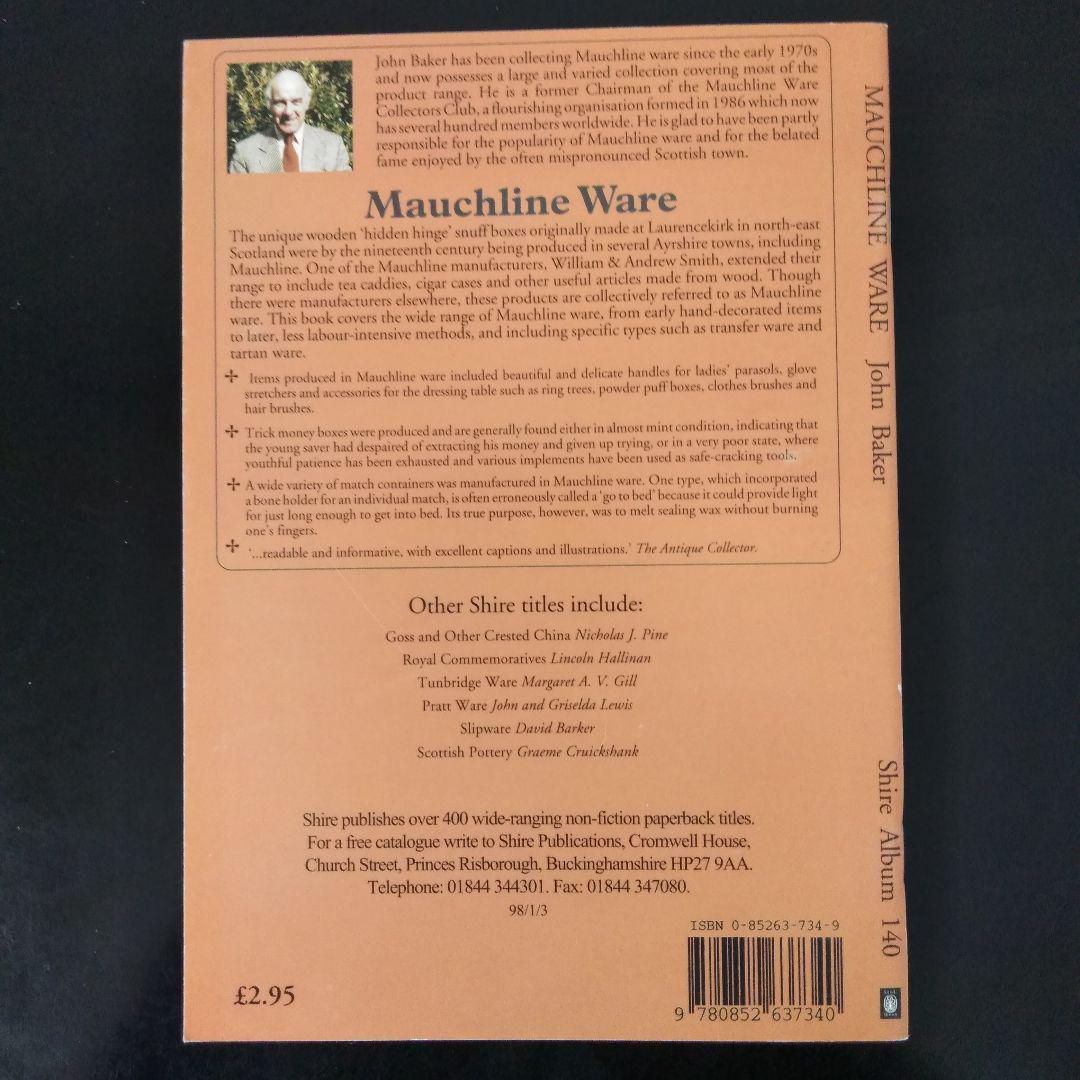 John Baker has been collecting Mauchline ware since the early 1970s
and now possesses a large and varied collection covering most of the
product range. He is a former Chairman of the Mauchline Ware
Collectors Club, a flourishing organisation formed in 1986 which now
has several hundred members worldwide. He is glad to have been partly
responsible for the popularity of Mauchline ware and for the belated
fame enjoyed by the often mispronounced Scottish town.
Mauchline Ware
The unique wooden ‘hidden hinge’ snuff boxes originally made at Laurencekirk in north-east
Scotland were by the nineteenth century being produced in several Ayrshire towns, including
Mauchline. One of the Mauchline manufacturers, William & Andrew Smith, extended their
range to include tea caddies, cigar cases and other useful articles made from wood. Though
there were manufacturers elsewhere, these products are collectively referred to as Mauchline
ware. This book covers the wide range of Mauchline ware, from early hand-decorated items
to later, less labour-intensive methods, and including specific types such as transfer ware and
tartan ware.
✢ Items produced in Mauchline ware included beautiful and delicate handles for ladies’ parasols, glove
stretchers and accessories for the dressing table such as ring trees, powder puff boxes, clothes brushes and
hair brushes.
✢ Trick money boxes were produced and are generally found either in almost mint condition, indicating that
the young saver had despaired of extracting his money and given up trying, or in a very poor state, where
youthful patience has been exhausted and various implements have been used as safe-cracking tools.
✢ A wide variety of match containers was manufactured in Mauchline ware. One type, which incorporated
a bone holder for an individual match, is often erroneously called a ‘go to bed’ because it could provide light
for just long enough to get into bed. Its true purpose, however, was to melt sealing wax without burning
one’s fingers.
✢ ‘...readable and informative, with excellent captions and illustrations.’ The Antique Collector.
Other Shire titles include:
Goss and Other Crested China Nicholas J. Pine
Royal Commemoratives Lincoln Hallinan
Tunbridge Ware Margaret A. V. Gill
Pratt Ware John and Griselda Lewis
Slipware David Barker
Scottish Pottery Graeme Cruickshank
Shire publishes over 400 wide-ranging non-fiction paperback titles.
For a free catalogue write to Shire Publications, Cromwell House,
Church Street, Princes Risborough, Buckinghamshire HP27 9AA.
Telephone: 01844 344301. Fax: 01844 347080.
98/1/3
ISBN 0-85263-734-9
9 780852 637340
£2.95
MAUCHLINE WARE John Baker Shire Album 140